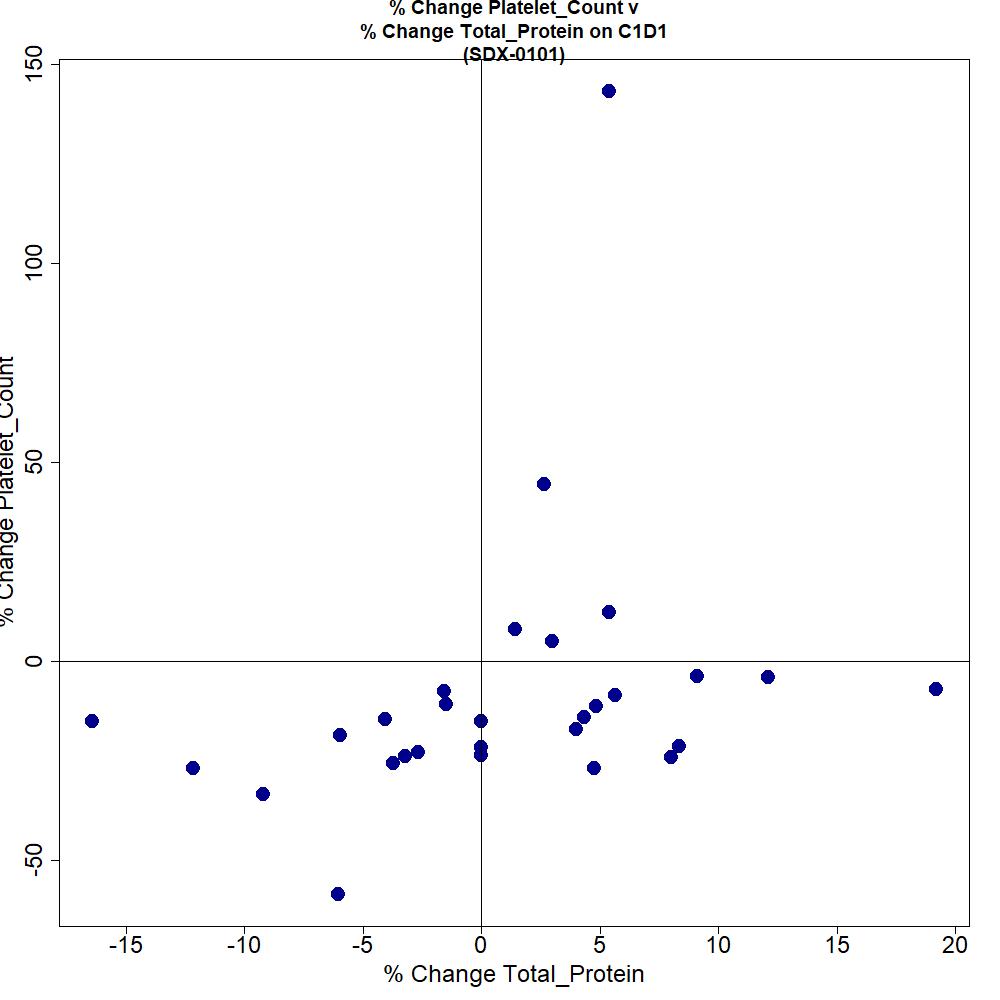 % Change Platelet_Count v
% Change Total_Protein on C1D1
(SDX-0101)
150
100
50
0
-50
% Change Platelet_Count
-15
-10
-5
0
5
10
15
20
% Change Total_Protein